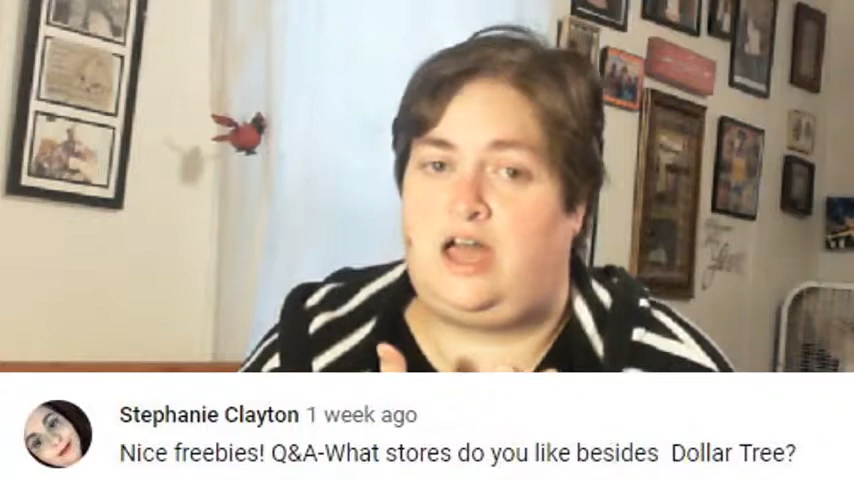 Stephanie Clayton 1 week ago
Nice freebies! Q&A-What stores do you like besides Dollar Tree?